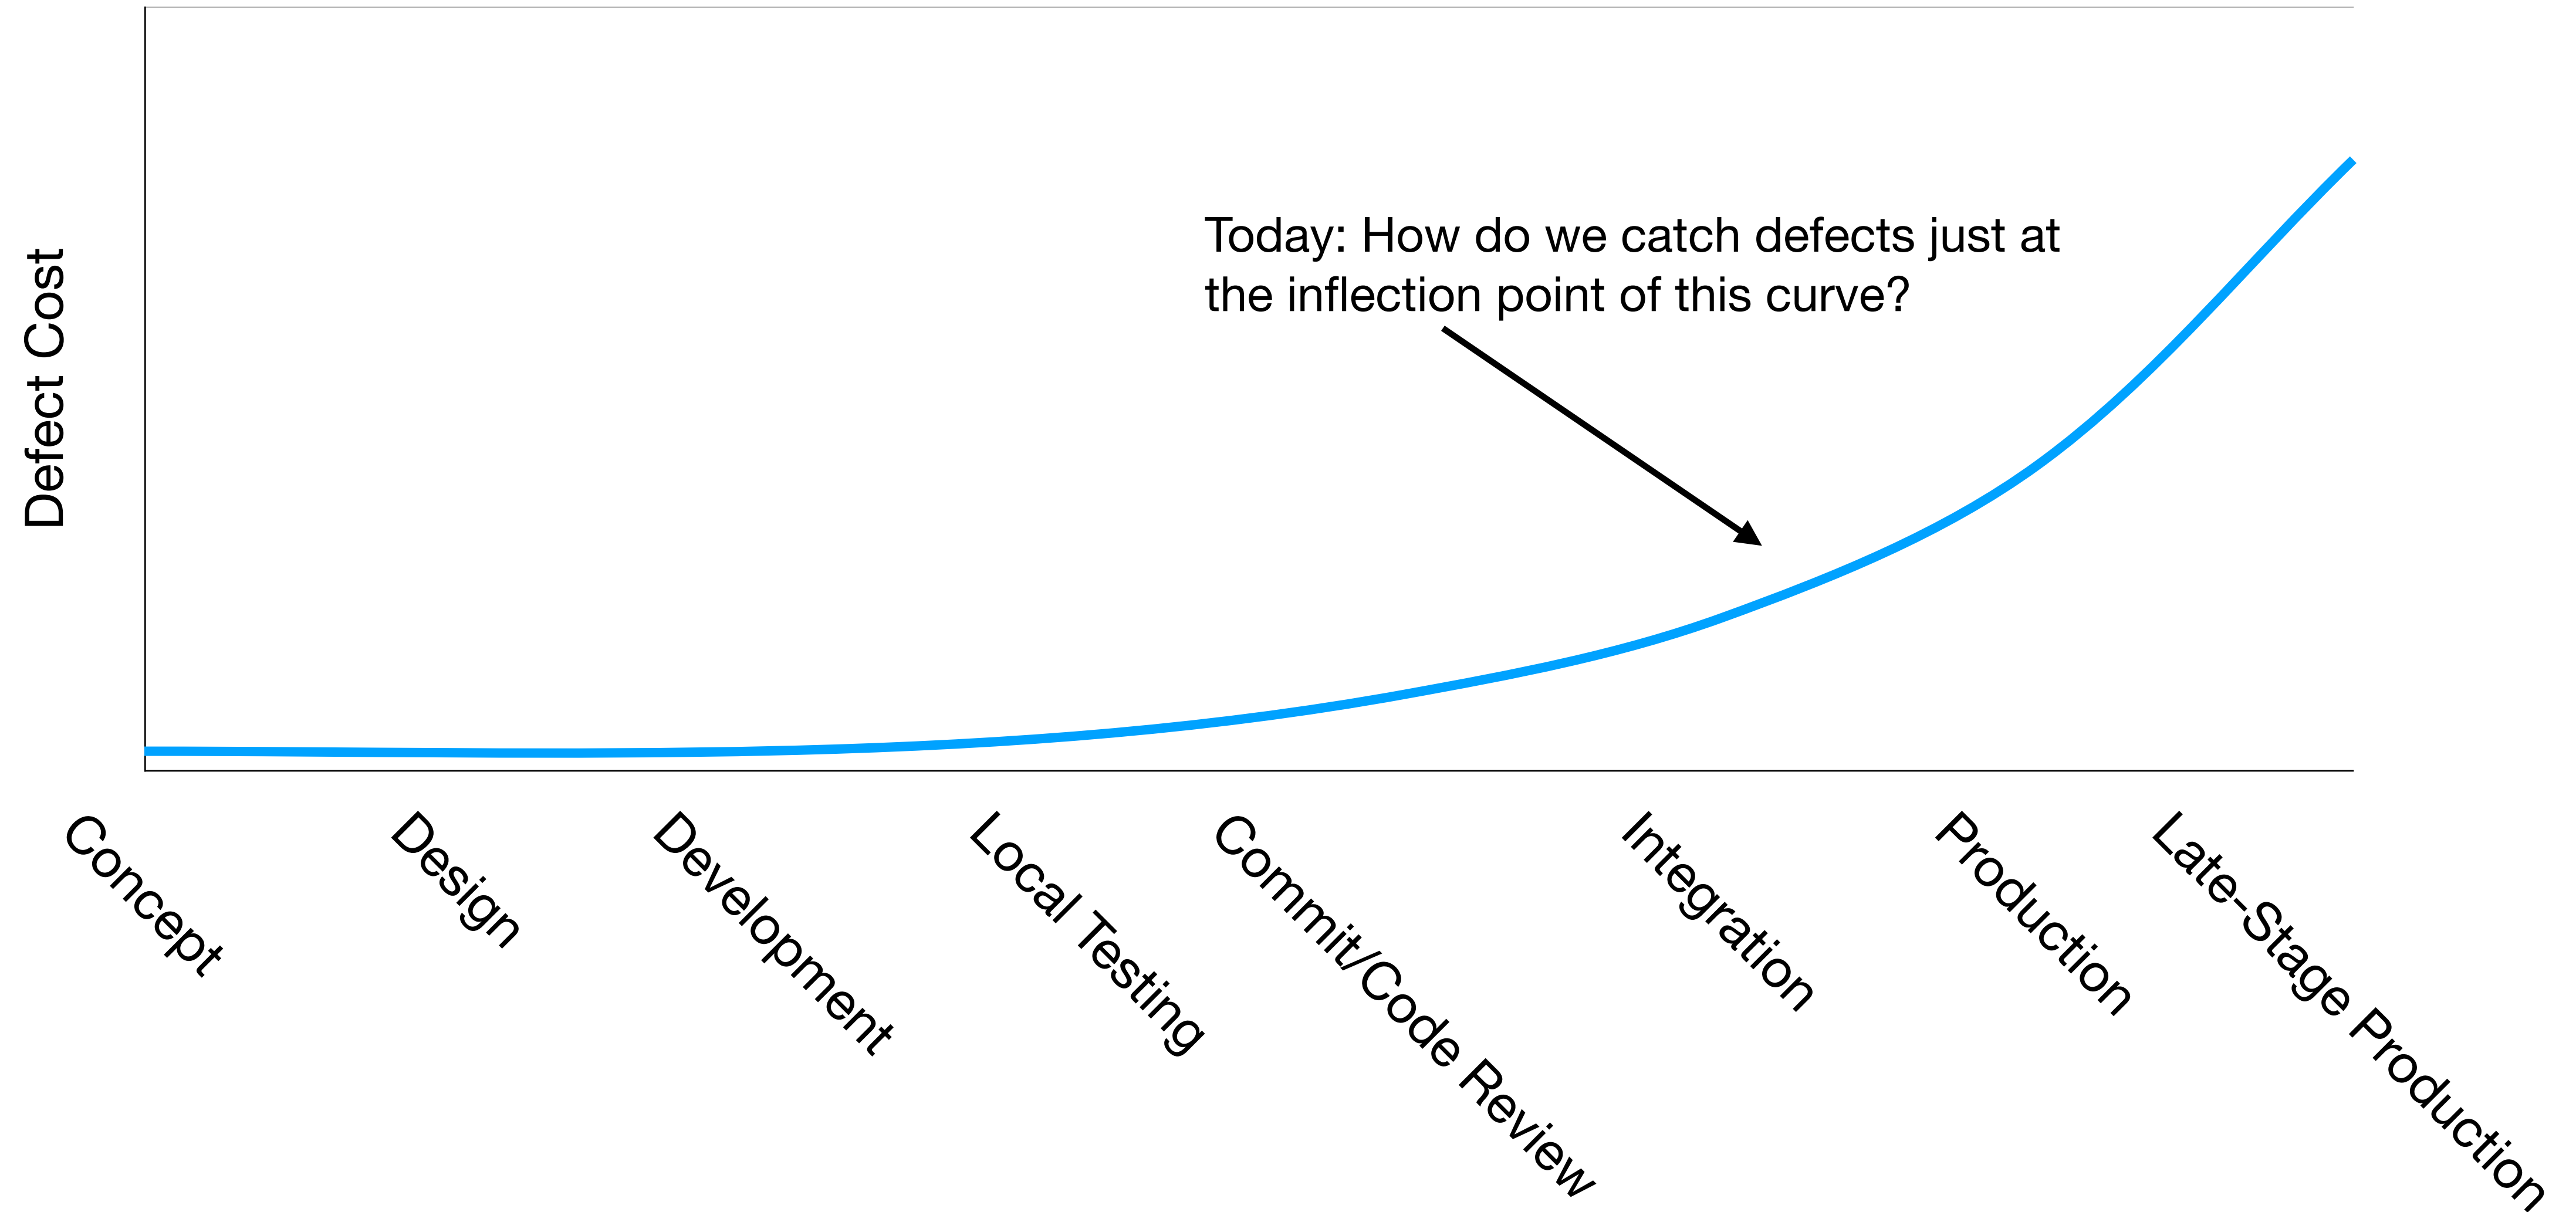 Defect Cost
Today: How do we catch defects just at
the inflection point of this curve?
Concept
Design
Development
Local Testing
Commit/Code Review
Integration
Production
Late-Stage Production